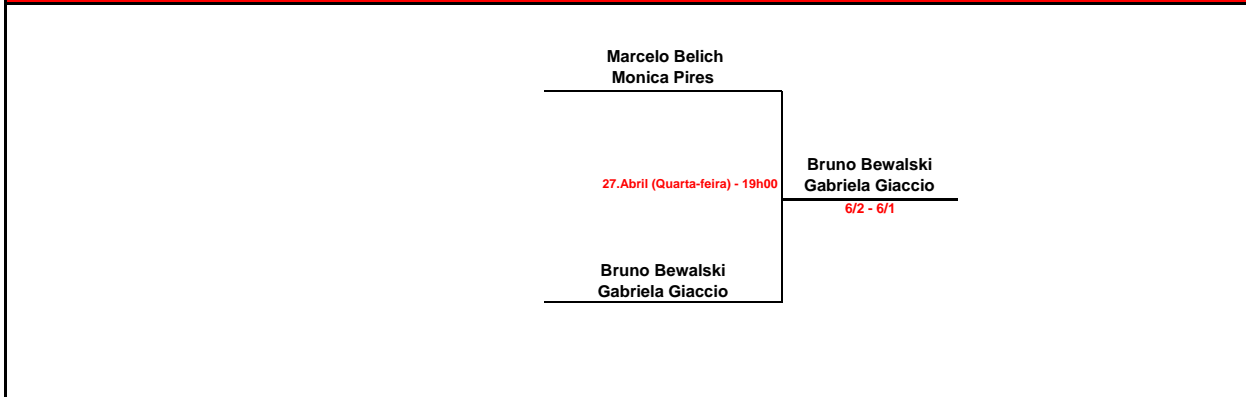 Marcelo Belich
Monica Pires
27.Abril (Quarta-feira) - 19h00
Bruno Bewalski
Gabriela Giaccio
6/2 - 6/1
Bruno Bewalski
Gabriela Giaccio